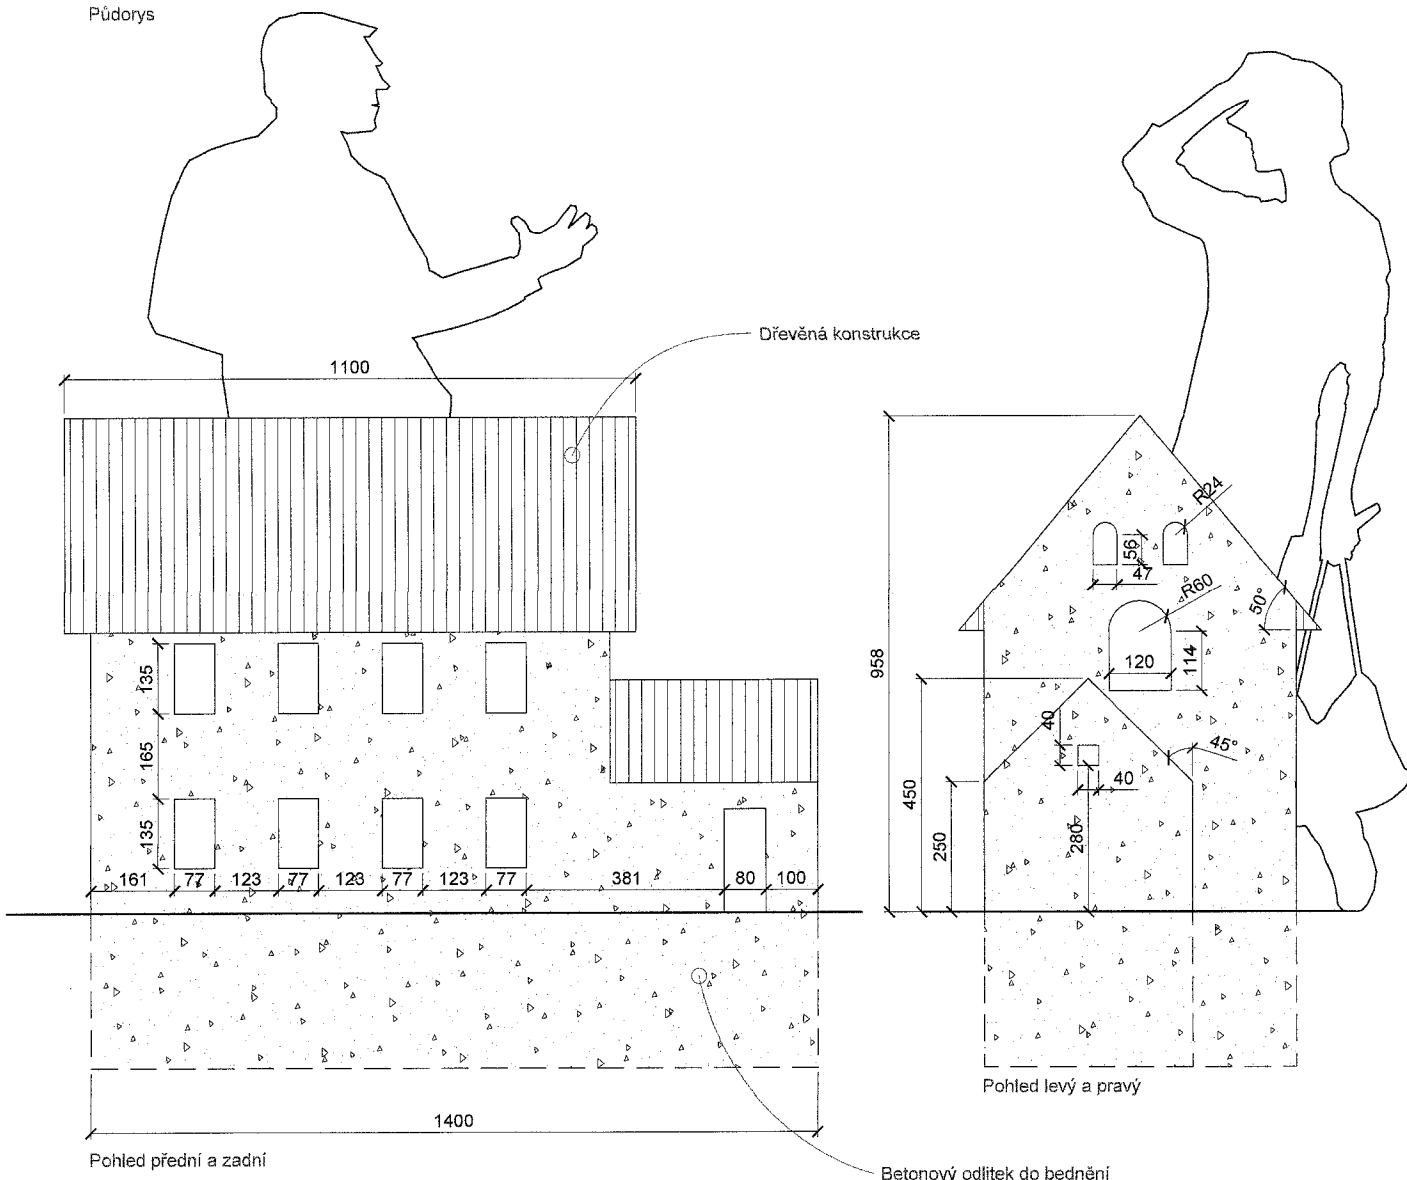 Půdorys
Dřevěná konstrukce
1100
R24
56
47
R60
50°
958
120
114
135
165
135
40
45°
40
450
250
280
161 77 123 77 123 77 123 77 381 80 100
Pohled levý a pravý
1400
Pohled přední a zadní
Betonový odlitek do bednění